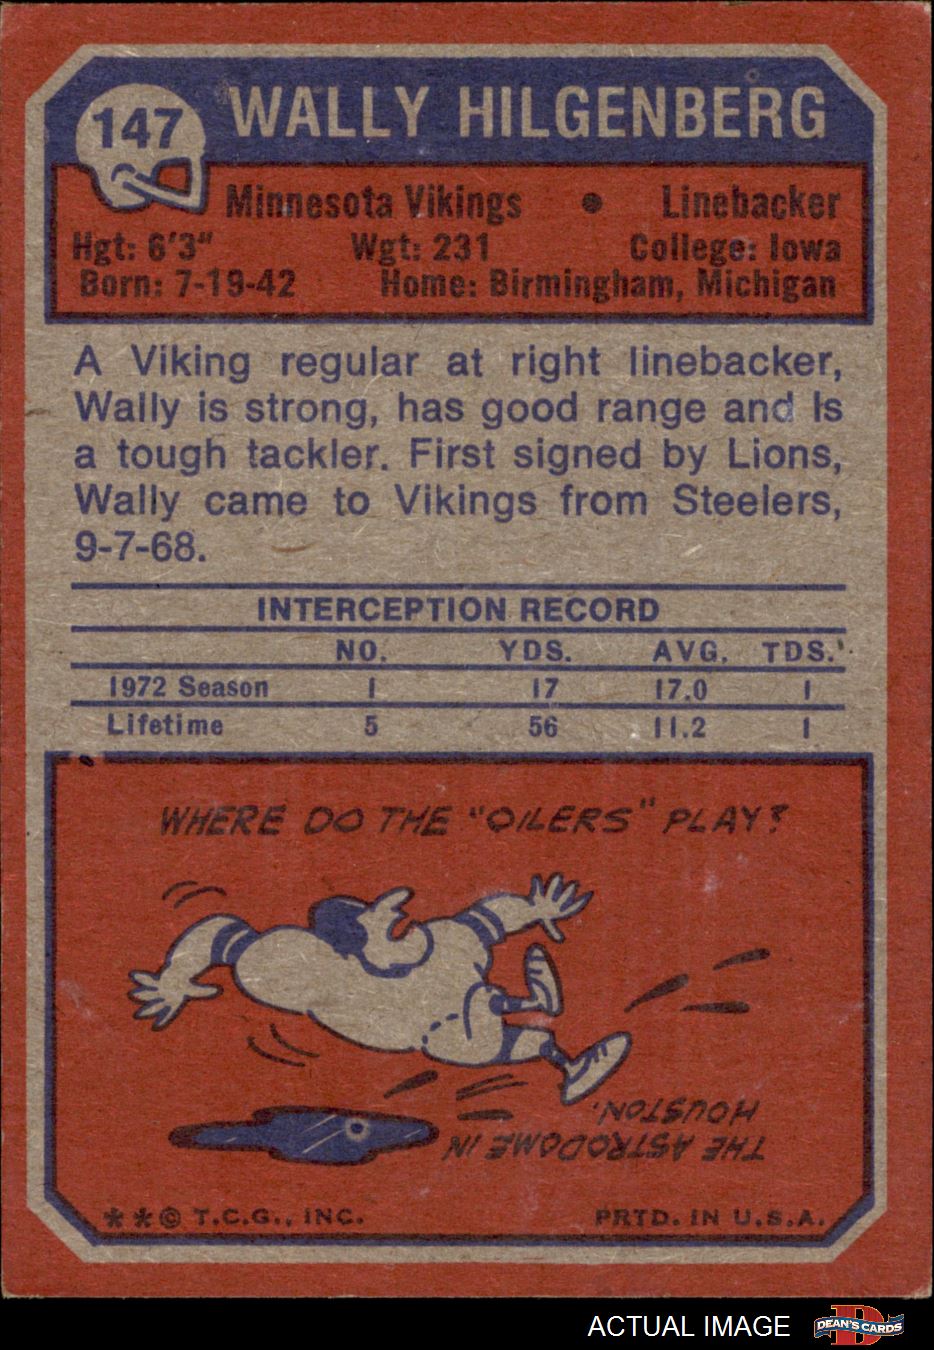 147
WALLY HILGENBERG
Minnesota Vikings • Linebacker
Hgt: 6'3" Wgt: 231 College: Iowa
Born: 7-19-42 Home: Birmingham, Michigan
A Viking regular at right linebacker,
Wally is strong, has good range and is
a tough tackler. First signed by Lions,
Wally came to Vikings from Steelers,
9-7-68.
INTERCEPTION RECORD
NO. YDS. AVG. TDS.
1972 Season 1 17 17.0 1
Lifetime 5 56 11.2 1
WHERE DO THE "OILERS" PLAY?
THE ASTRODOME IN
HOUSTON.
** © T.C.G., INC. PRTD. IN U.S.A.
ACTUAL IMAGE
D
DEAN'S CARDS